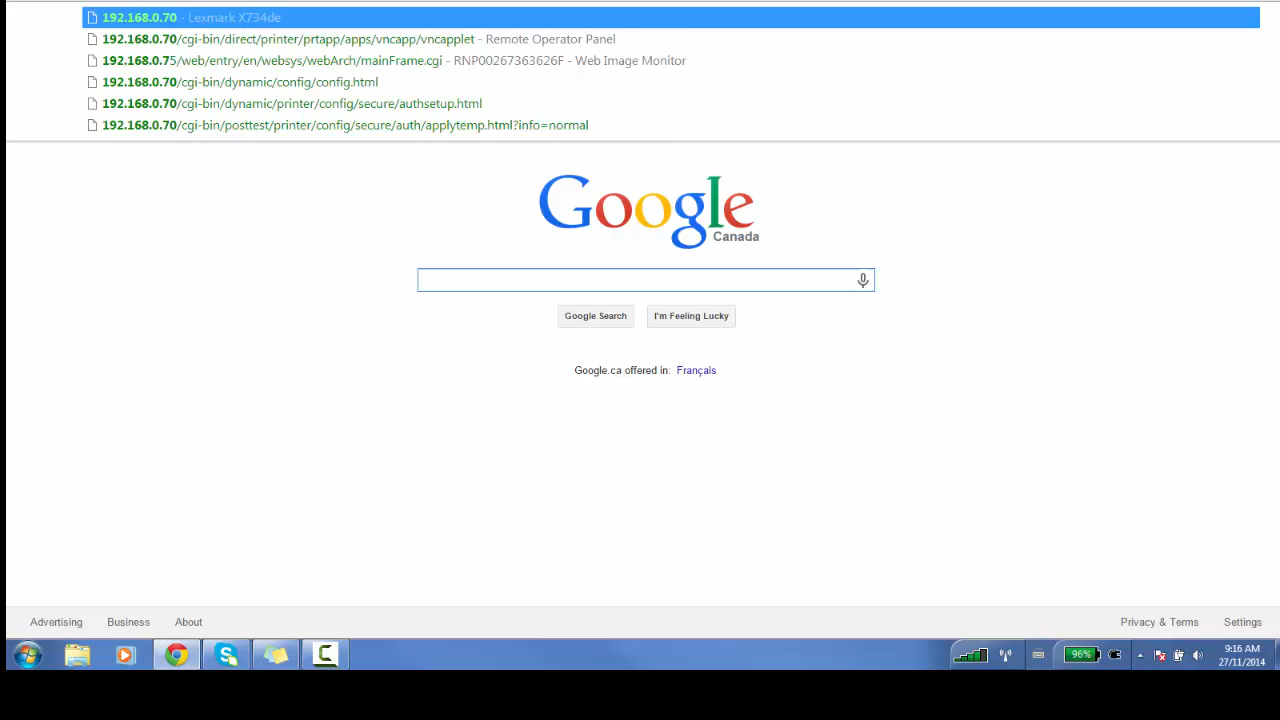 192.168.0.70 - Lexmark X734de
192.168.0.70/cgi-bin/direct/printer/prtapp/apps/vncapp/vncapplet - Remote Operator Panel
192.168.0.75/web/entry/en/websys/webArch/mainFrame.cgi - RNP00267363626F - Web Image Monitor
192.168.0.70/cgi-bin/dynamic/config/config.html
192.168.0.70/cgi-bin/dynamic/printer/config/secure/authsetup.html
192.168.0.70/cgi-bin/posttest/printer/config/secure/auth/applytemp.html?info=normal
Google
Canada
Google Search I'm Feeling Lucky
Google.ca offered in: Français
Advertising Business About Privacy & Terms Settings
96% 9:16 AM
27/11/2014